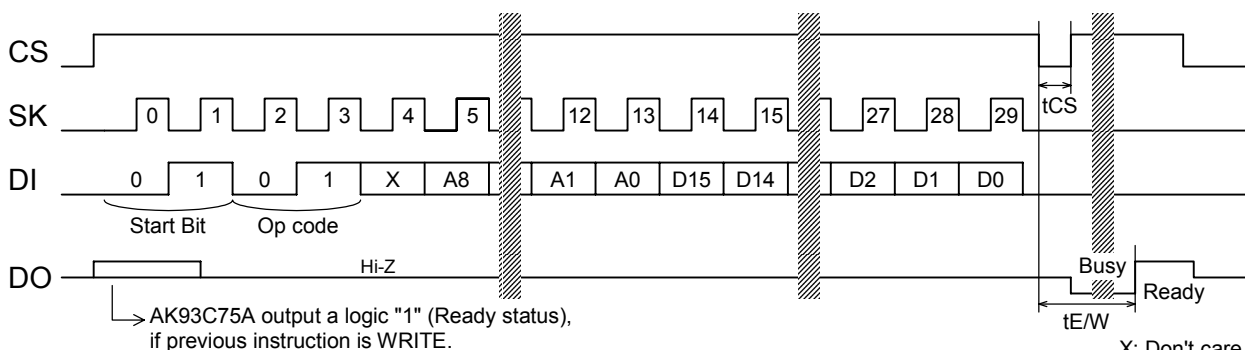 CS
tCS
SK 0 1 2 3 4 5 12 13 14 15 27 28 29
DI 0 1 0 1 X A8 A1 A0 D15 D14 D2 D1 D0
Start Bit Op code
DO Hi-Z Busy Ready
AK93C75A output a logic "1" (Ready status),
if previous instruction is WRITE.
tE/W
X: Don't care